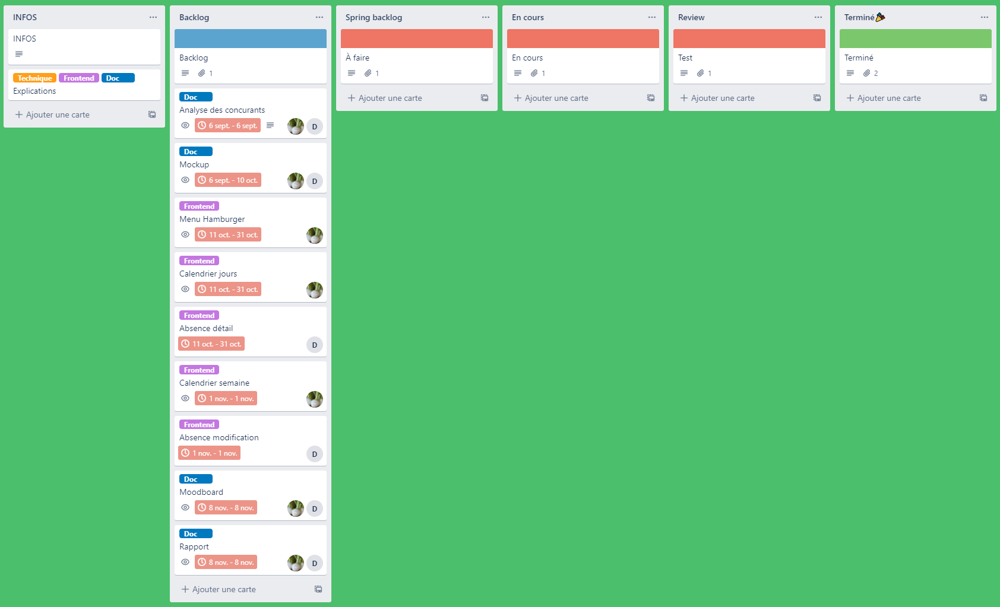 INFOS
INFOS
Technique Frontend Doc
Explications
Ajouter une carte
Backlog
Backlog
1
Doc
Analyse des concurants
6 sept. - 6 sept.
D
Doc
Mockup
6 sept. - 10 oct.
D
Frontend
Menu Hamburger
11 oct. - 31 oct.
Frontend
Calendrier jours
11 oct. - 31 oct.
Frontend
Absence détail
11 oct. - 31 oct.
D
Frontend
Calendrier semaine
1 nov. - 1 nov.
Frontend
Absence modification
1 nov. - 1 nov.
D
Doc
Moodboard
8 nov. - 8 nov.
D
Doc
Rapport
8 nov. - 8 nov.
D
Ajouter une carte
Spring backlog
À faire
1
Ajouter une carte
En cours
En cours
1
Ajouter une carte
Review
Test
1
Ajouter une carte
Terminé🎉
Terminé
2
Ajouter une carte